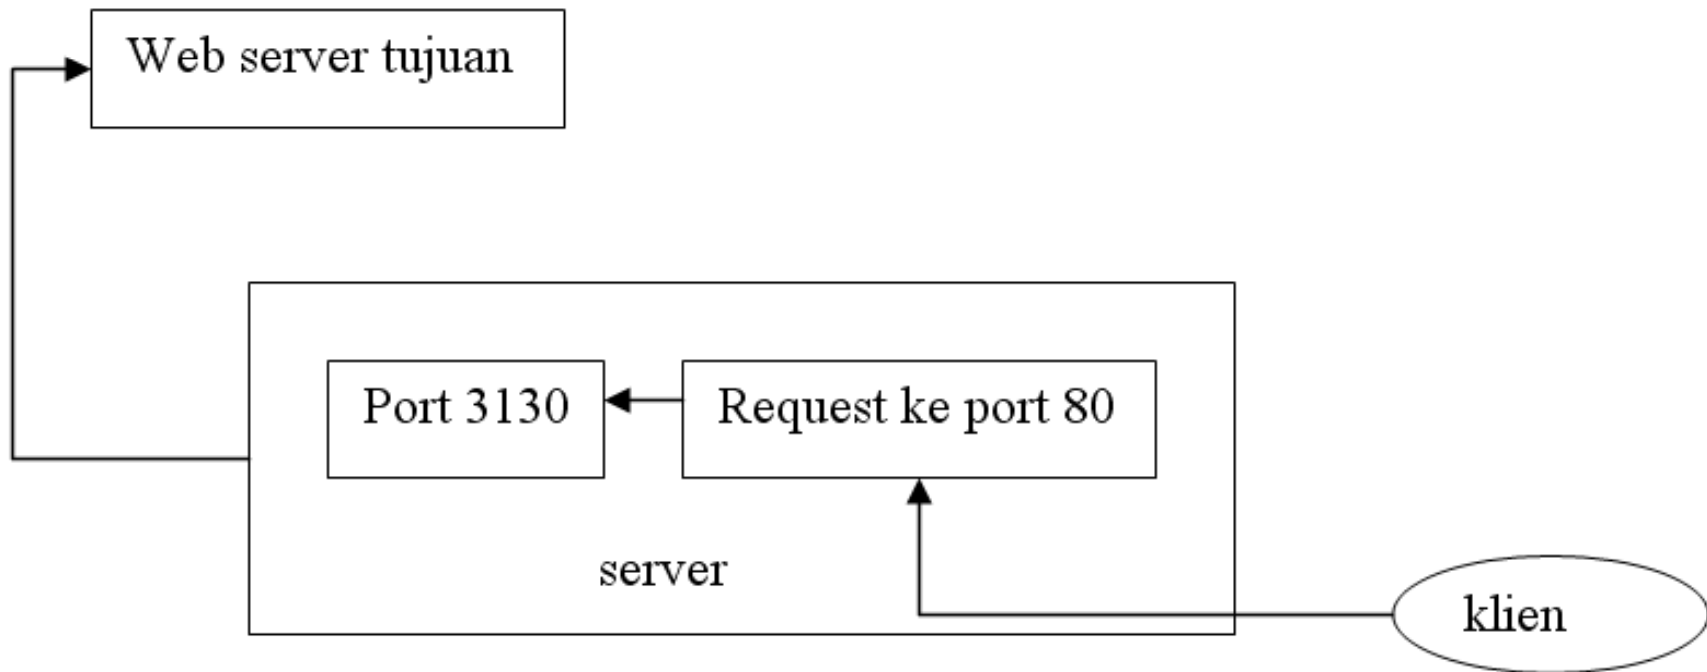 Web server tujuan
Port 3130
Request ke port 80
server
klien